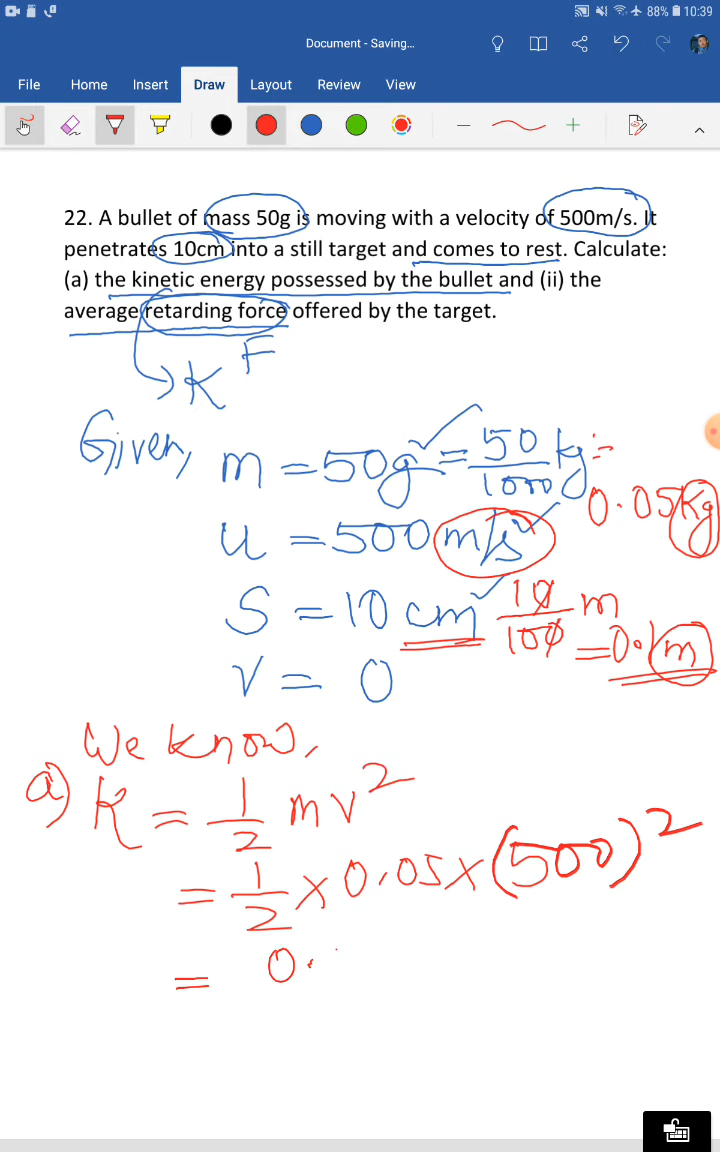 88% 10:39
Document - Saving...
File Home Insert Draw Layout Review View
22. A bullet of mass 50g is moving with a velocity of 500m/s. It
penetrates 10cm into a still target and comes to rest. Calculate:
(a) the kinetic energy possessed by the bullet and (ii) the
average retarding force offered by the target.
K F
Given, m = 50g = 50/1000 kg =
0.05 kg
u = 500 m/s
S = 10 cm 10/100 m = 0.1 m
v = 0
We know,
a) K = 1/2 mv²
= 1/2 × 0.05 × (500)²
= 0.